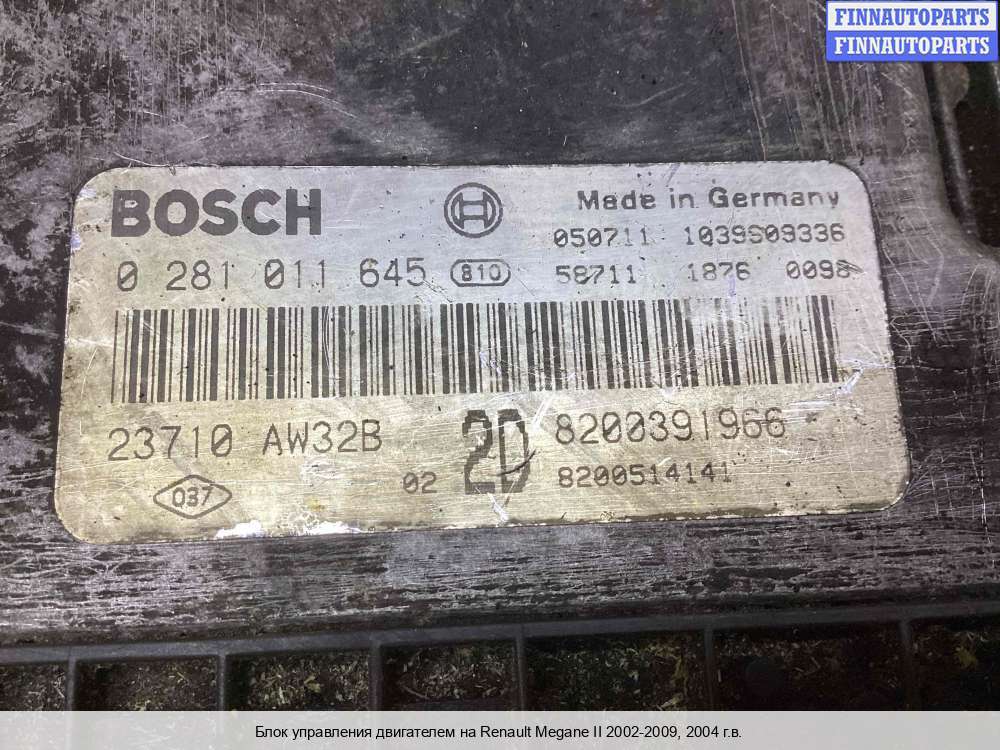 FINNAUTOPARTS
FINNAUTOPARTS
BOSCH
Made in Germany
050711 1039S09336
0 281 011 645 810
58711 1876 0098
23710 AW32B
2D
8200391966
037
02
8200514141
Блок управления двигателем на Renault Megane II 2002-2009, 2004 г.в.